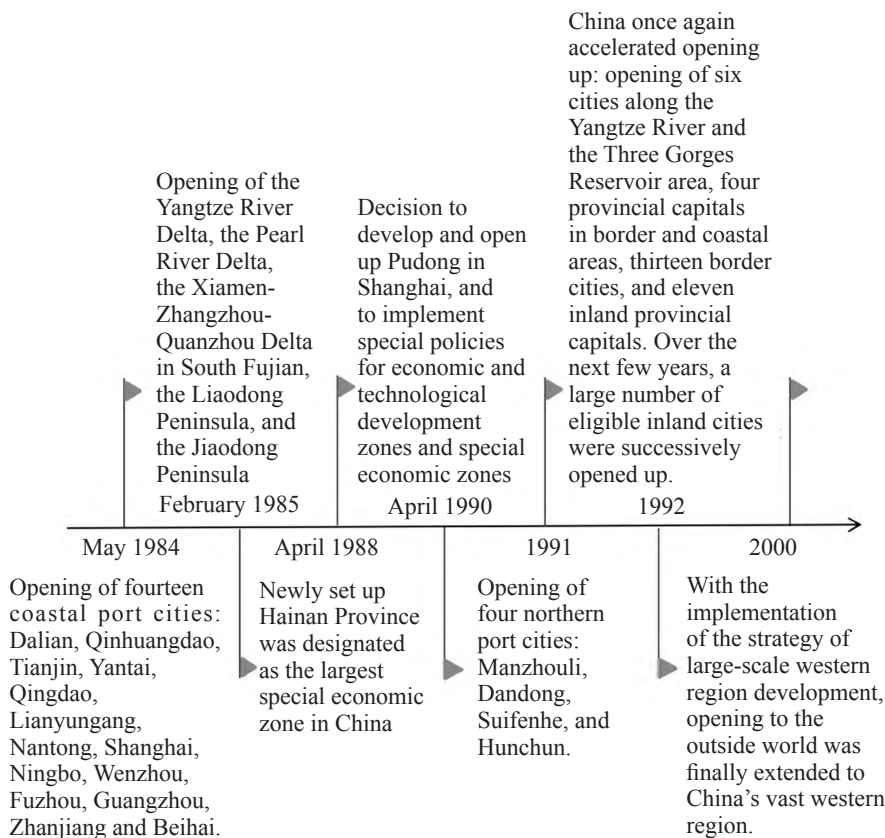 China once again
accelerated opening
up: opening of six
cities along the
Yangtze River and
the Three Gorges
Reservoir area, four
provincial capitals
in border and coastal
areas, thirteen border
cities, and eleven
inland provincial
capitals. Over the
next few years, a
large number of
eligible inland cities
were successively
opened up.
Opening of the
Yangtze River
Delta, the Pearl
River Delta,
the Xiamen-
Zhangzhou-
Quanzhou Delta
in South Fujian,
the Liaodong
Peninsula, and
the Jiaodong
Peninsula
Decision to
develop and open
up Pudong in
Shanghai, and
to implement
special policies
for economic and
technological
development
zones and special
economic zones
February 1985
April 1990
1992
May 1984
April 1988
1991
2000
Opening of fourteen
coastal port cities:
Dalian, Qinhuangdao,
Tianjin, Yantai,
Qingdao,
Lianyungang,
Nantong, Shanghai,
Ningbo, Wenzhou,
Fuzhou, Guangzhou,
Zhanjiang and Beihai.
Newly set up
Hainan Province
was designated
as the largest
special economic
zone in China
Opening of
four northern
port cities:
Manzhouli,
Dandong,
Suifenhe, and
Hunchun.
With the
implementation
of the strategy of
large-scale western
region development,
opening to the
outside world was
finally extended to
China's vast western
region.